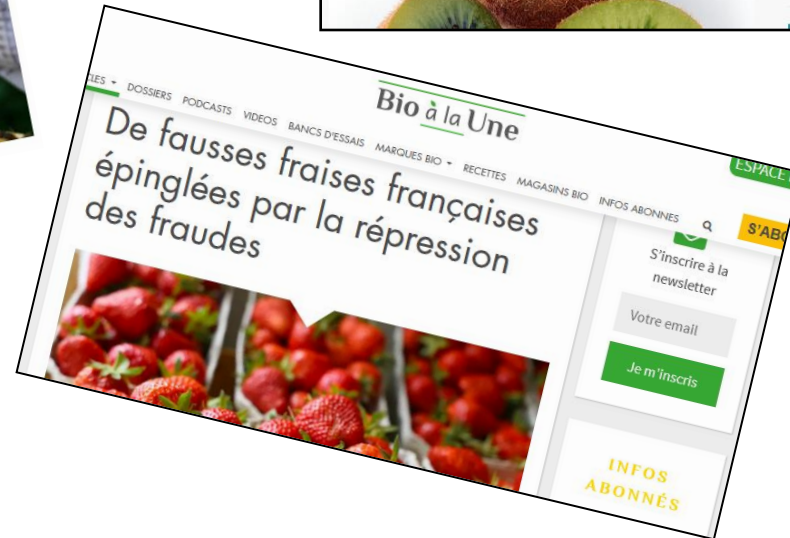 Bio à la Une
DOSSIERS PODCASTS VIDEOS BANCS D'ESSAIS MARQUES BIO RECETTES MAGASINS BIO INFOS ABONNES
ESPACE
S'ABO
De fausses fraises françaises
épinglées par la répression
des fraudes
S'inscrire à la
newsletter
Votre email
Je m'inscris
INFOS
ABONNÉS